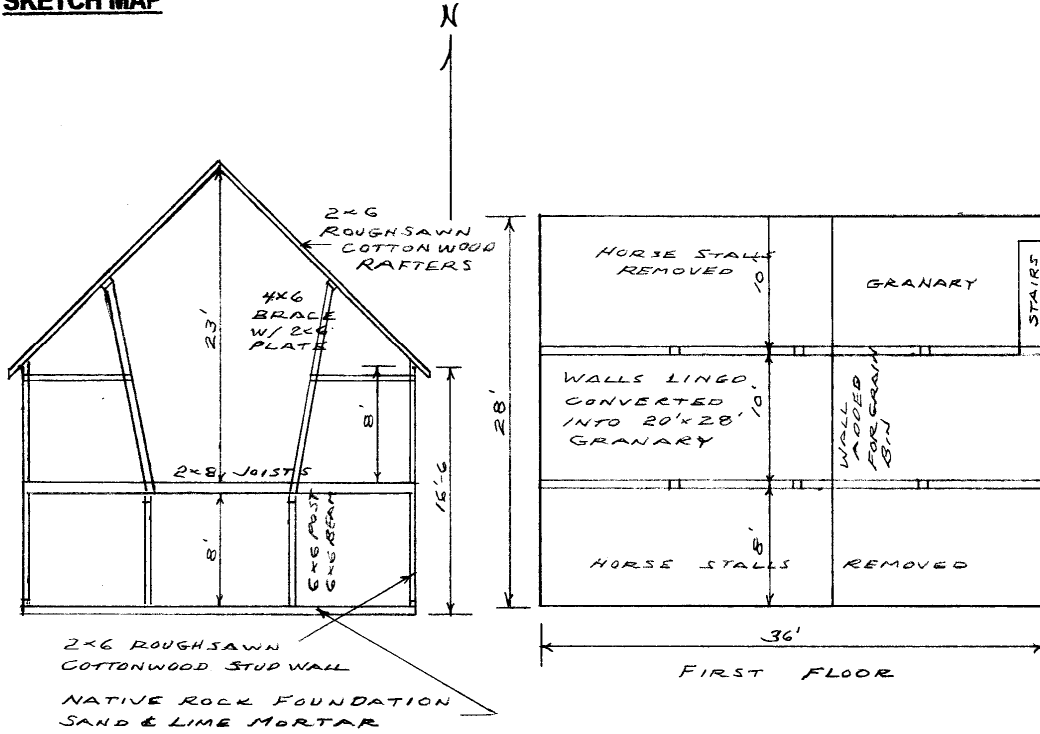 SKETCH MAP
N
2×6
ROUGHSAWN
COTTONWOOD
RAFTERS
4×6
BRACE
W/ 2×6
PLATE
23'
8'
2×8 JOISTS
16'-6
8'
6×6 POST
6×6 BEAM
2×6 ROUGHSAWN
COTTONWOOD STUD WALL
NATIVE ROCK FOUNDATION
SAND & LIME MORTAR
28'
HORSE STALLS
REMOVED
10'
GRANARY
STAIRS
WALLS LINGO
CONVERTED
INTO 20'×28'
GRANARY
10'
WALL
ADDED
FOR GRAIN
BIN
8'
HORSE STALLS REMOVED
36'
FIRST FLOOR